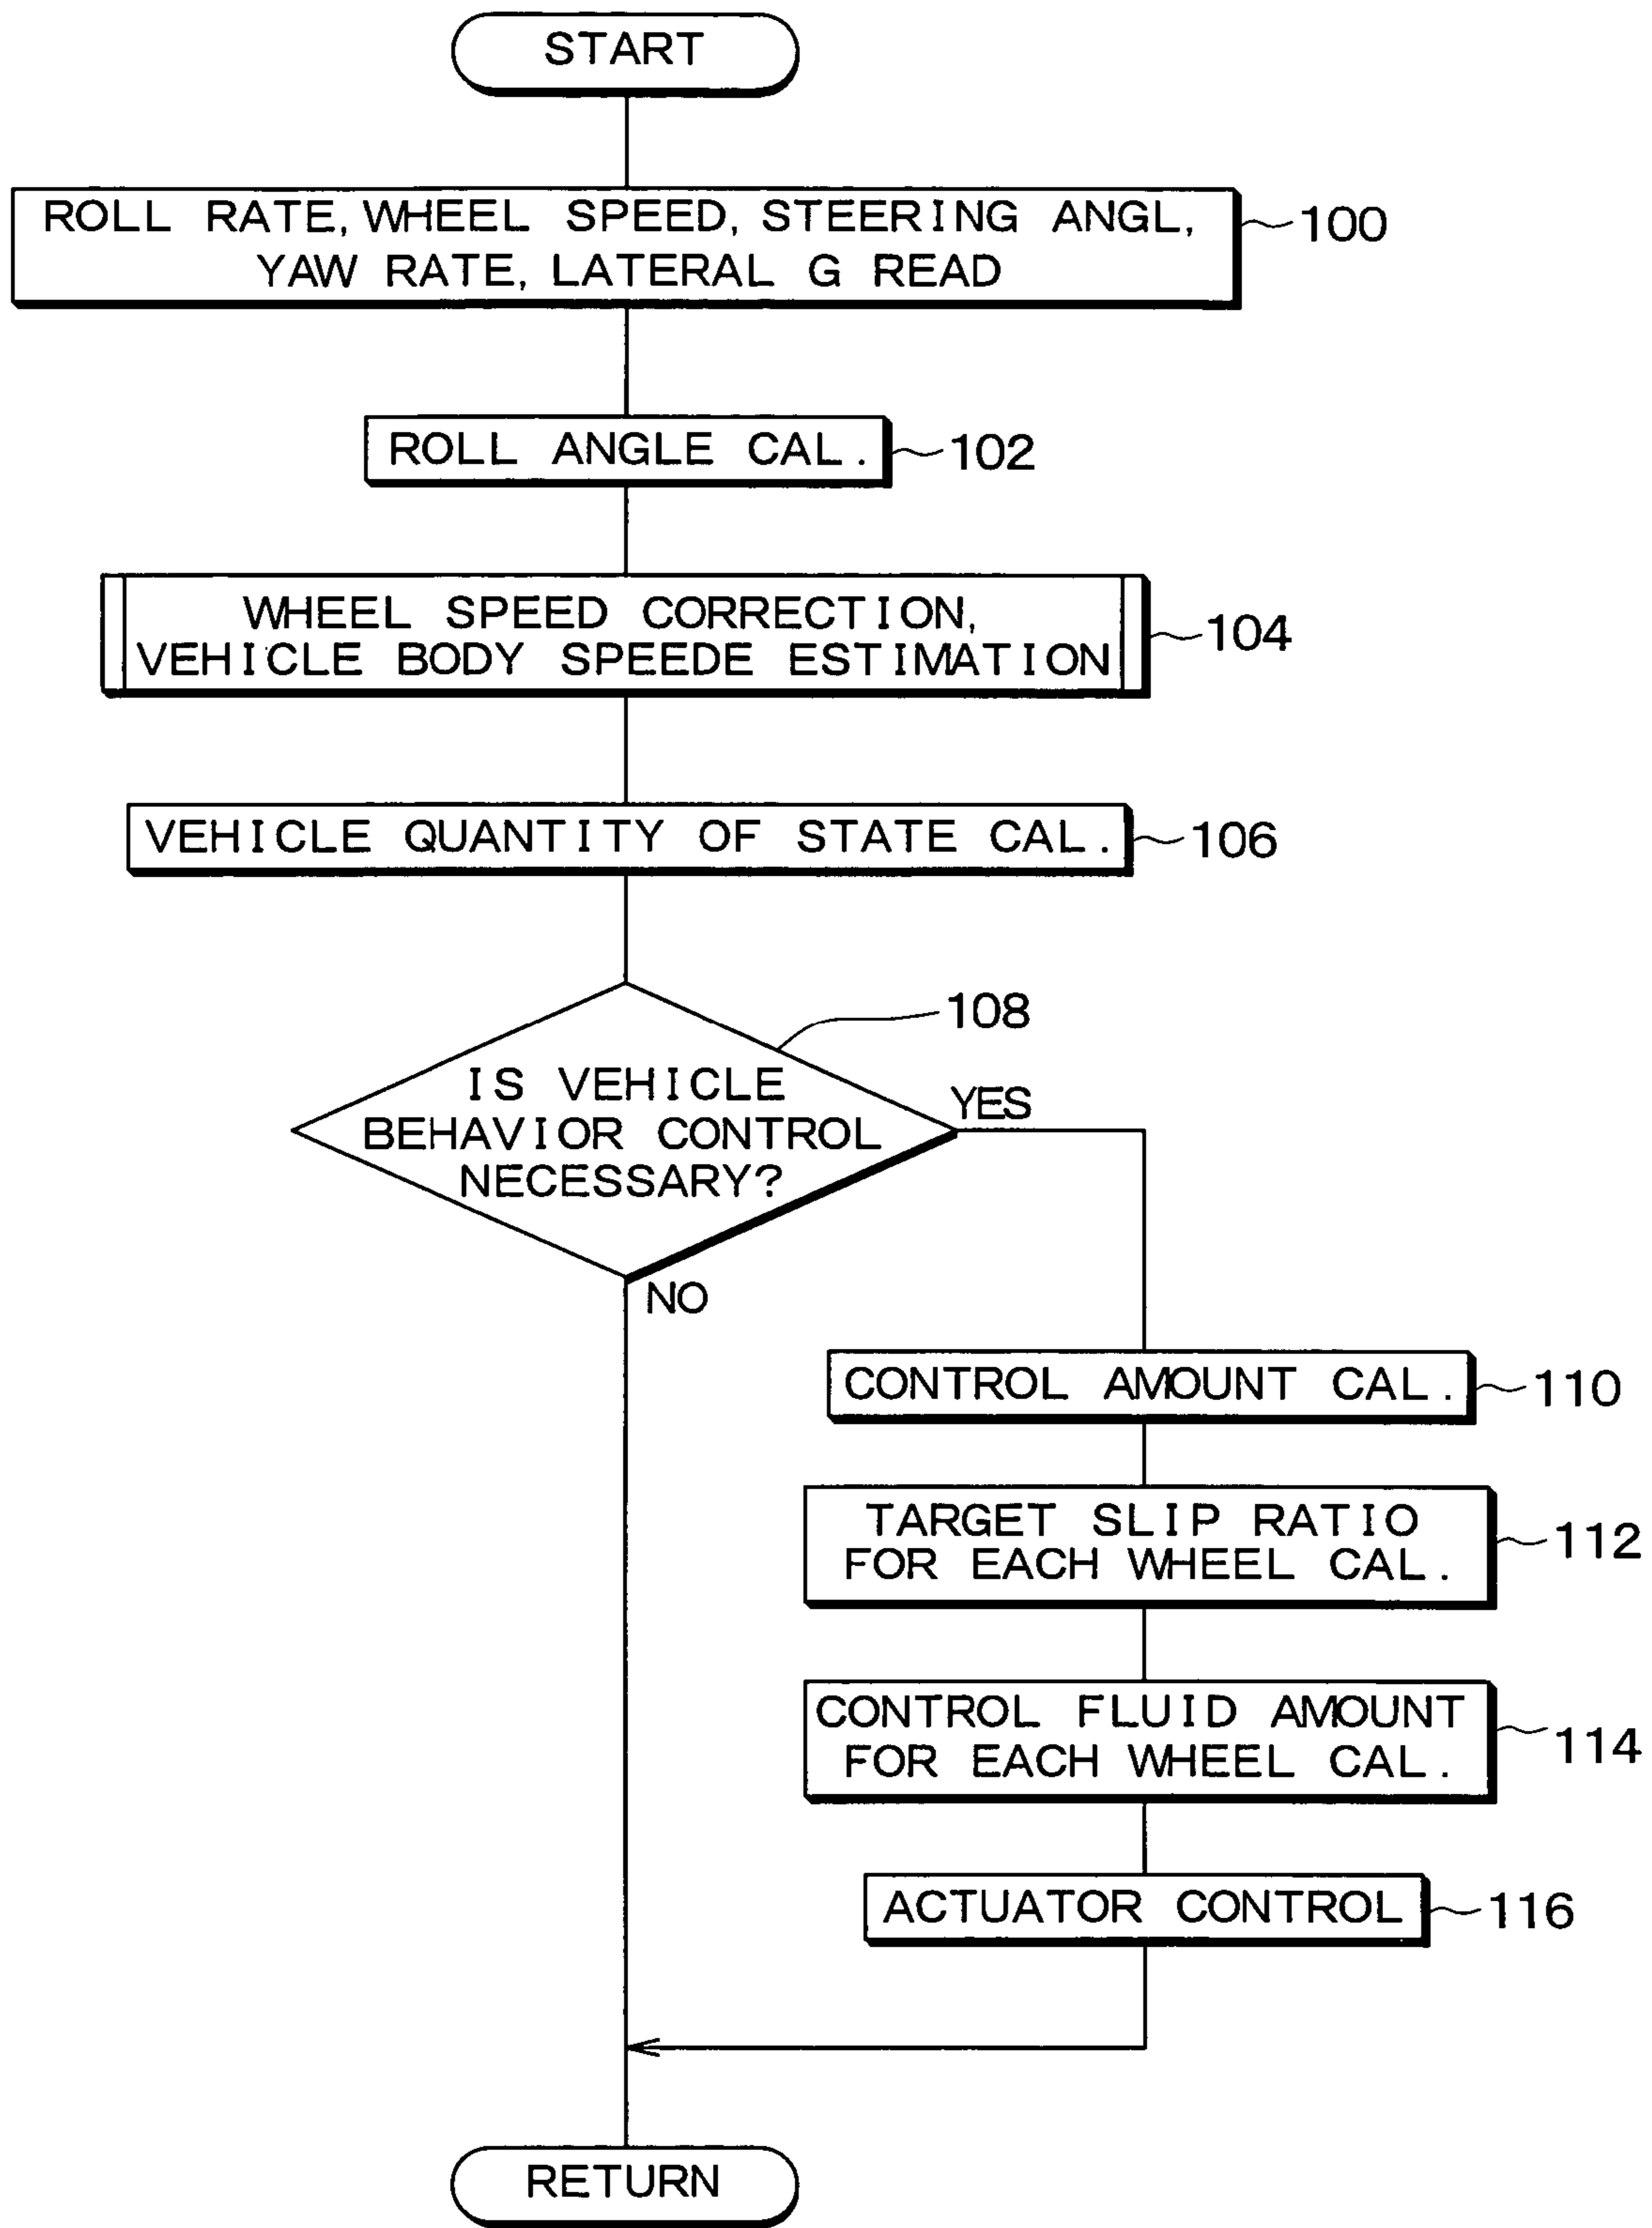 START
ROLL RATE, WHEEL SPEED, STEERING ANGL,
YAW RATE, LATERAL G READ
100
ROLL ANGLE CAL.
102
WHEEL SPEED CORRECTION,
VEHICLE BODY SPEEDE ESTIMATION
104
VEHICLE QUANTITY OF STATE CAL.
106
108
IS VEHICLE
BEHAVIOR CONTROL
NECESSARY?
YES
NO
CONTROL AMOUNT CAL.
110
TARGET SLIP RATIO
FOR EACH WHEEL CAL.
112
CONTROL FLUID AMOUNT
FOR EACH WHEEL CAL.
114
ACTUATOR CONTROL
116
RETURN